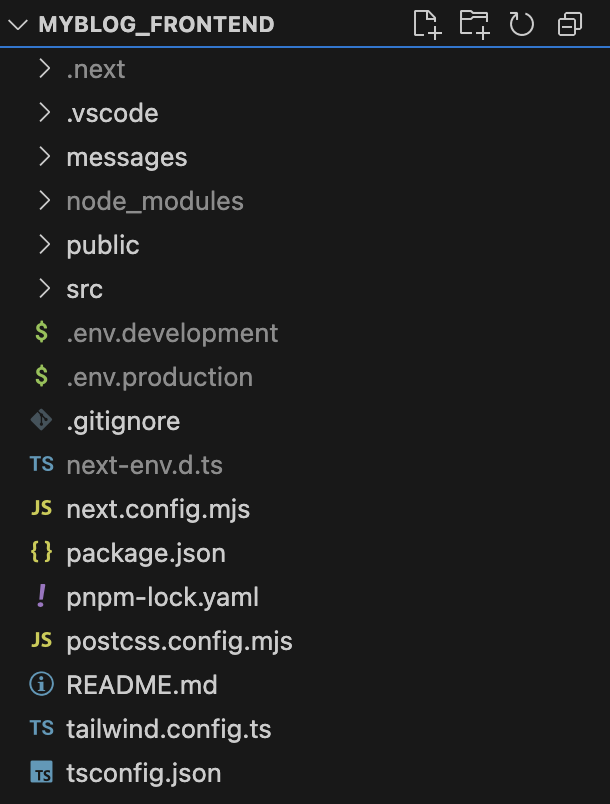 MYBLOG_FRONTEND
.next
.vscode
messages
node_modules
public
src
$ .env.development
$ .env.production
.gitignore
TS next-env.d.ts
JS next.config.mjs
{} package.json
! pnpm-lock.yaml
JS postcss.config.mjs
README.md
TS tailwind.config.ts
TS tsconfig.json